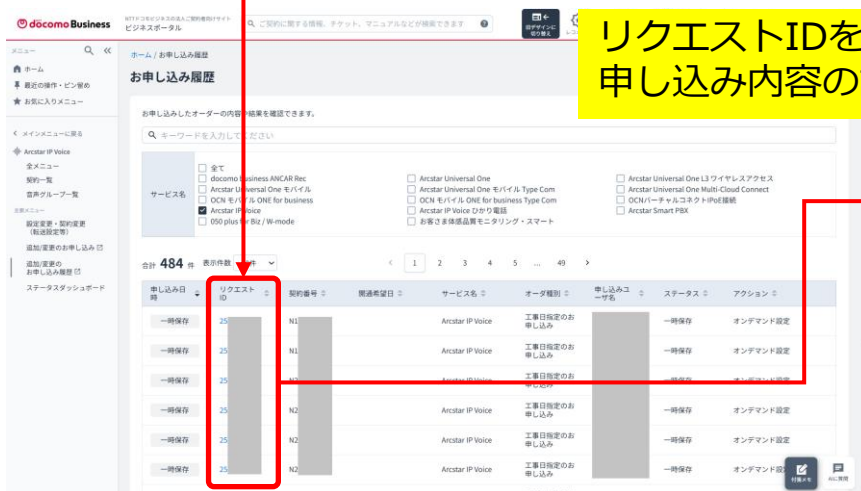 döcomo Business
NTTドコモビジネスの法人ご契約者向けサイト
ビジネスポータル
ご契約に関する情報、チケット、マニュアルなどが検索できます
旧デザインに
切り替え
リクエストIDを
申し込み内容の
メニュー
ホーム
最近の操作・ピン留め
お気に入りメニュー
メインメニューに戻る
Arcstar IP Voice
全メニュー
契約一覧
音声グループ一覧
主要メニュー
設定変更・契約変更
(転送設定等)
追加/変更のお申し込み
追加/変更の
お申し込み履歴
ステータスダッシュボード
ホーム / お申し込み履歴
お申し込み履歴
お申し込みしたオーダーの内容や結果を確認できます。
キーワードを入力してください
サービス名
全て
docomo Business ANCAR Rec
Arcstar Universal One
Arcstar Universal One L3 ワイヤレスアクセス
Arcstar Universal One モバイル
Arcstar Universal One モバイル Type Com
Arcstar Universal One Multi-Cloud Connect
OCN モバイル ONE for business
OCN モバイル ONE for business Type Com
OCNバーチャルコネクトIPoE接続
Arcstar IP Voice
Arcstar IP Voice ひかり電話
Arcstar Smart PBX
050 plus for Biz / W-mode
お客さま体感品質モニタリング・スマート
合計 484 件 表示件数 件
1 2 3 4 5 ... 49
申し込み日時 リクエストID 契約番号 開通希望日 サービス名 オーダ種別 申し込みユーザ名 ステータス アクション
一時保存 25 N1 Arcstar IP Voice 工事日指定のお申し込み 一時保存 オンデマンド設定
一時保存 25 N1 Arcstar IP Voice 工事日指定のお申し込み 一時保存 オンデマンド設定
一時保存 25 Arcstar IP Voice 工事日指定のお申し込み 一時保存 オンデマンド設定
一時保存 25 N2 Arcstar IP Voice 工事日指定のお申し込み 一時保存 オンデマンド設定
一時保存 25 N2 Arcstar IP Voice 工事日指定のお申し込み 一時保存 オンデマンド設定
一時保存 25 N2 Arcstar IP Voice 工事日指定のお申し込み 一時保存 オンデマンド設
付箋メモ
AIに質問